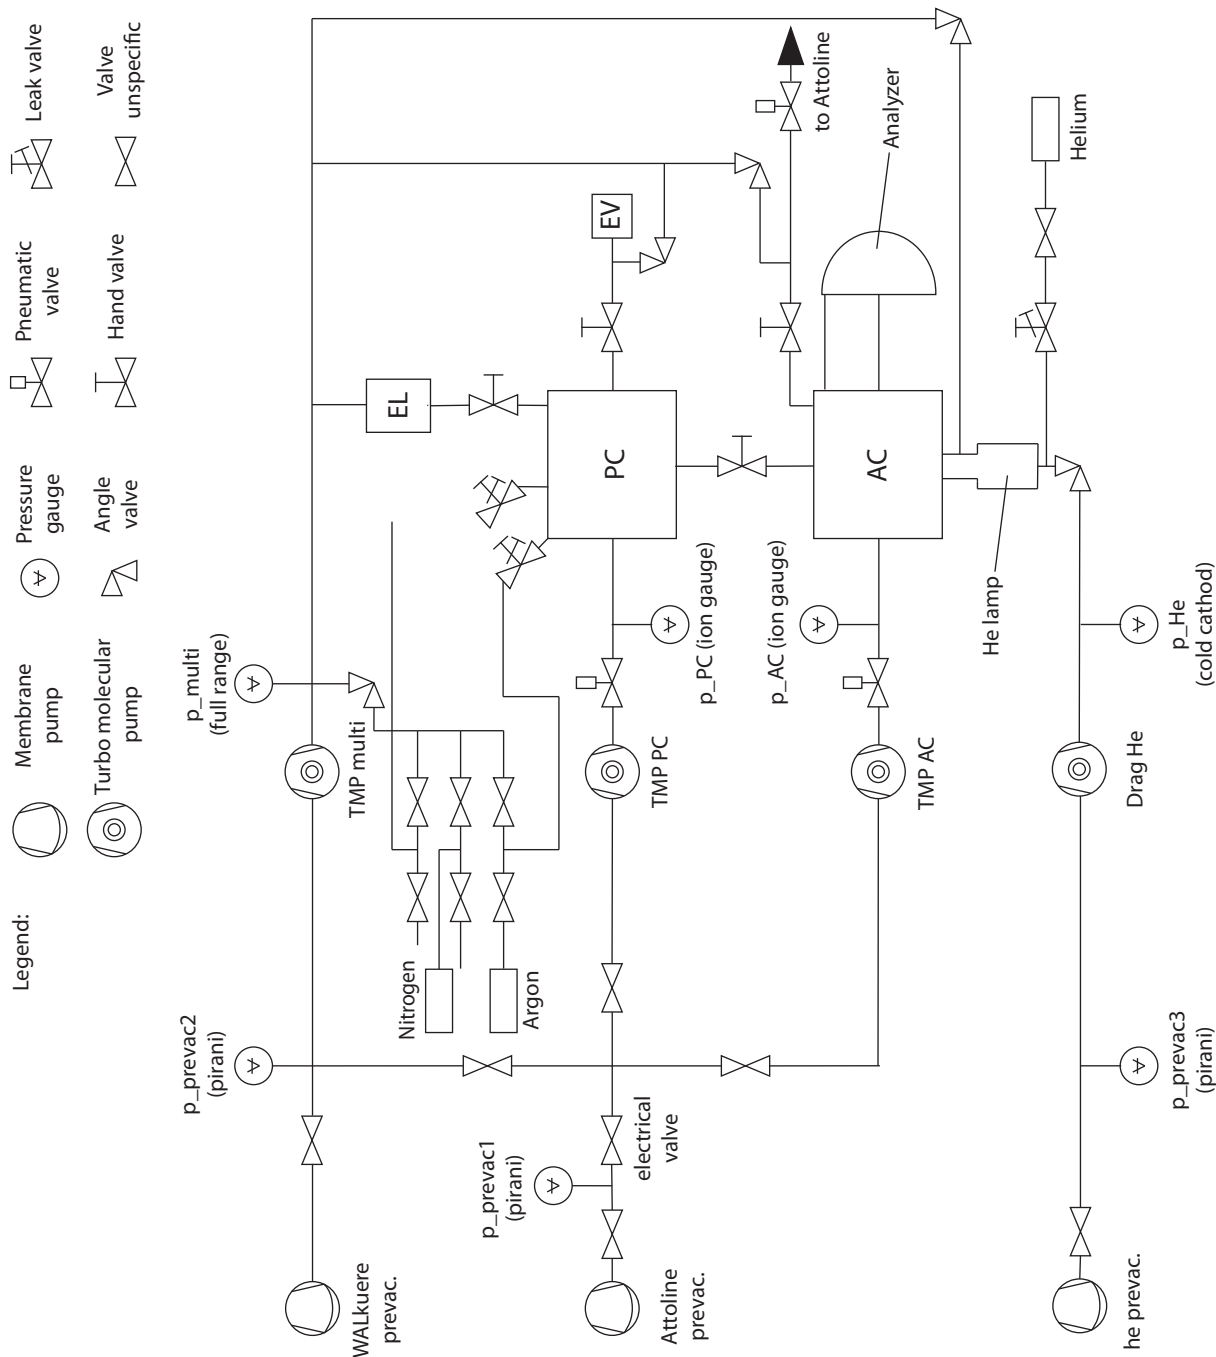 Legend:
Membrane
pump
Pressure
gauge
Pneumatic
valve
Leak valve
Turbo molecular
pump
Angle
valve
Hand valve
Valve
unspecific
p_prevac2
(pirani)
p_multi
(full range)
WALkuere
prevac.
TMP multi
EL
Nitrogen
Argon
p_prevac1
(pirani)
EV
PC
Attoline
prevac.
electrical
valve
TMP PC
p_PC (ion gauge)
to Attoline
p_AC (ion gauge)
AC
Analyzer
TMP AC
He lamp
Helium
he prevac.
p_prevac3
(pirani)
Drag He
p_He
(cold cathod)